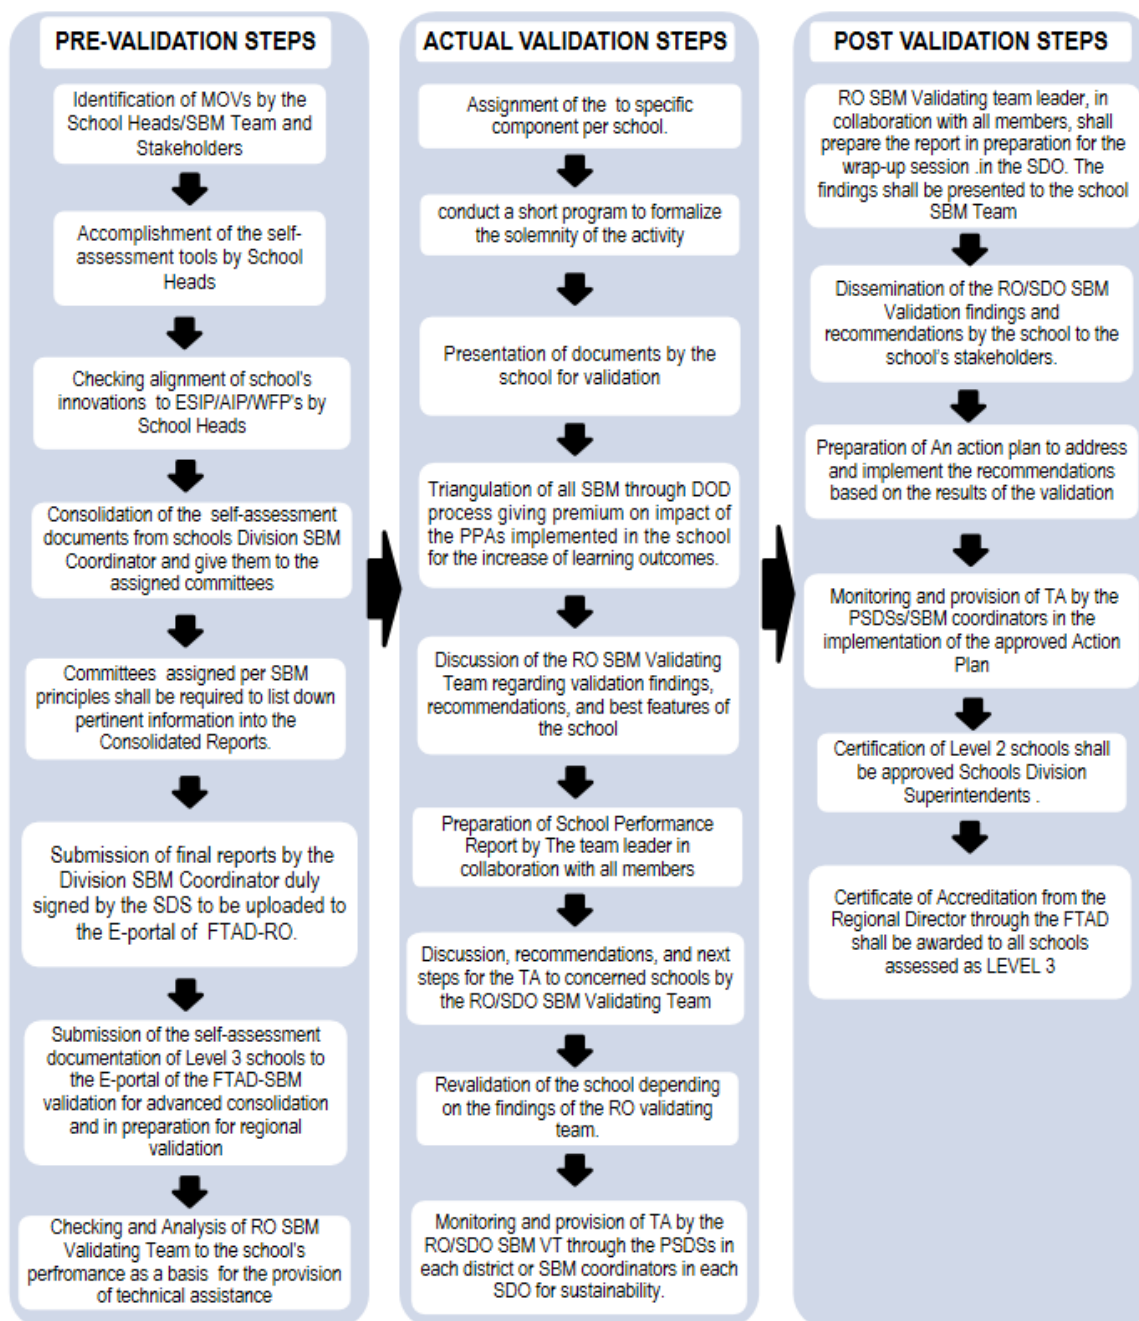 PRE-VALIDATION STEPS
Identification of MOVs by the
School Heads/SBM Team and
Stakeholders
Accomplishment of the self-
assessment tools by School
Heads
Checking alignment of school's
innovations to ESIP/AIP/WFP's by
School Heads
Consolidation of the self-assessment
documents from schools Division SBM
Coordinator and give them to the
assigned committees
Committees assigned per SBM
principles shall be required to list down
pertinent information into the
Consolidated Reports.
Submission of final reports by the
Division SBM Coordinator duly
signed by the SDS to be uploaded to
the E-portal of FTAD-RO.
Submission of the self-assessment
documentation of Level 3 schools to
the E-portal of the FTAD-SBM
validation for advanced consolidation
and in preparation for regional
validation
Checking and Analysis of RO SBM
Validating Team to the school's
perfromance as a basis for the provision
of technical assistance
ACTUAL VALIDATION STEPS
Assignment of the to specific
component per school.
conduct a short program to formalize
the solemnity of the activity
Presentation of documents by the
school for validation
Triangulation of all SBM through DOD
process giving premium on impact of
the PPAs implemented in the school
for the increase of learning outcomes.
Discussion of the RO SBM Validating
Team regarding validation findings,
recommendations, and best features of
the school
Preparation of School Performance
Report by The team leader in
collaboration with all members
Discussion, recommendations, and next
steps for the TA to concerned schools by
the RO/SDO SBM Validating Team
Revalidation of the school depending
on the findings of the RO validating
team.
Monitoring and provision of TA by the
RO/SDO SBM VT through the PSDSs in
each district or SBM coordinators in each
SDO for sustainability.
POST VALIDATION STEPS
RO SBM Validating team leader, in
collaboration with all members, shall
prepare the report in preparation for the
wrap-up session .in the SDO. The
findings shall be presented to the school
SBM Team
Dissemination of the RO/SDO SBM
Validation findings and
recommendations by the school to the
school's stakeholders.
Preparation of An action plan to address
and implement the recommendations
based on the results of the validation
Monitoring and provision of TA by the
PSDSs/SBM coordinators in the
implementation of the approved Action
Plan
Certification of Level 2 schools shall
be approved Schools Division
Superintendents .
Certificate of Accreditation from the
Regional Director through the FTAD
shall be awarded to all schools
assessed as LEVEL 3